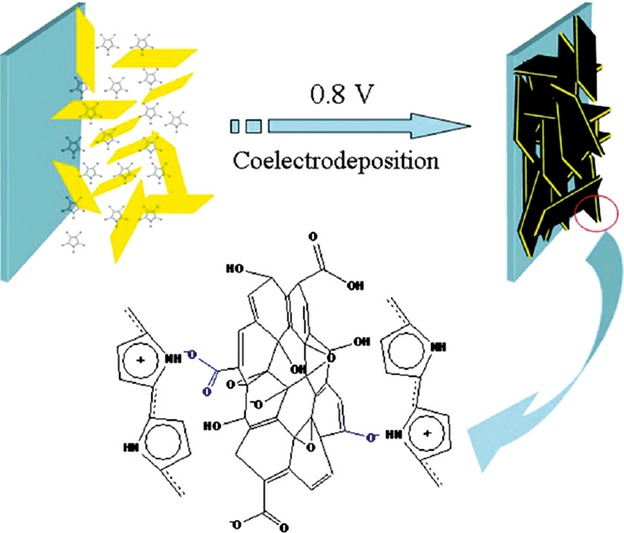 0.8 V
Coelectrodeposition
O
HO
OH
⁻O
NH
+
O
OH
O
OH
O
⁻O
HO
NH
HN
O
O⁻
HN
+
⁻O
O